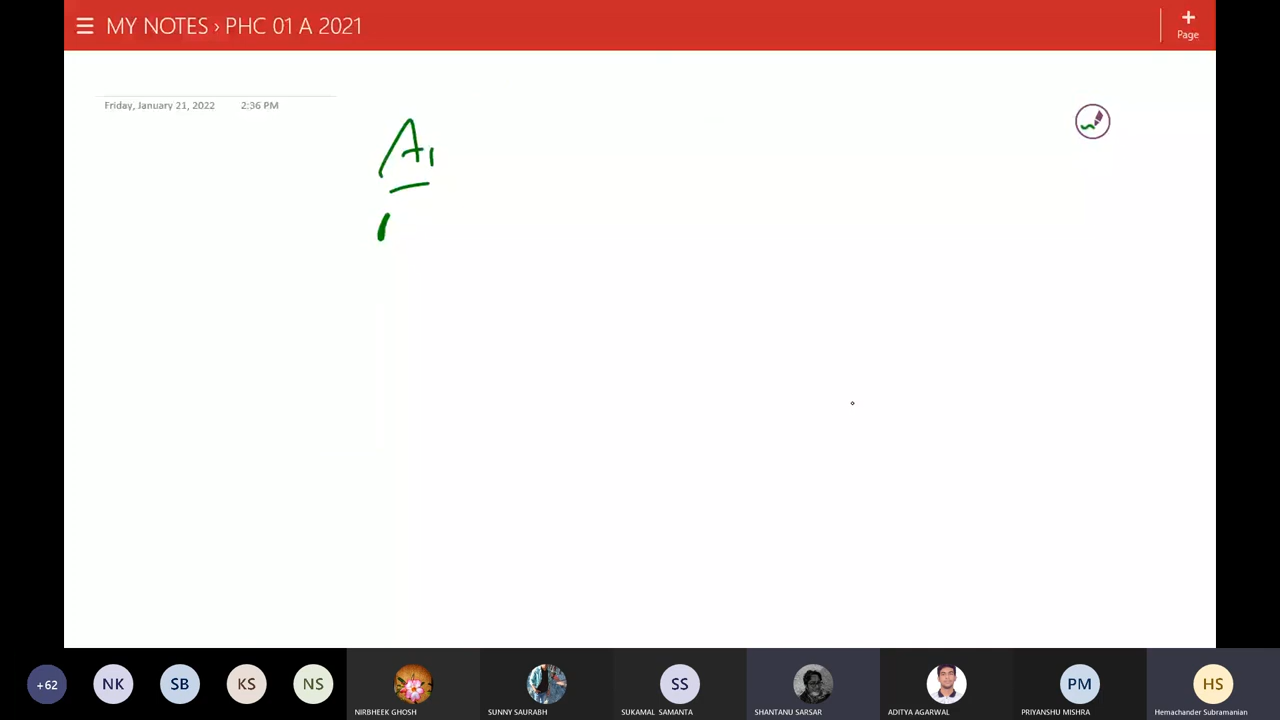 MY NOTES › PHC 01 A 2021
+
Page
Friday, January 21, 2022 2:36 PM
A1
+62 NK SB KS NS SS PM HS
NIRBHEEK GHOSH SUNNY SAURABH SUKAMAL SAMANTA SHANTANU SARSAR ADITYA AGARWAL PRIYANSHU MISHRA Hemachander Subramanian